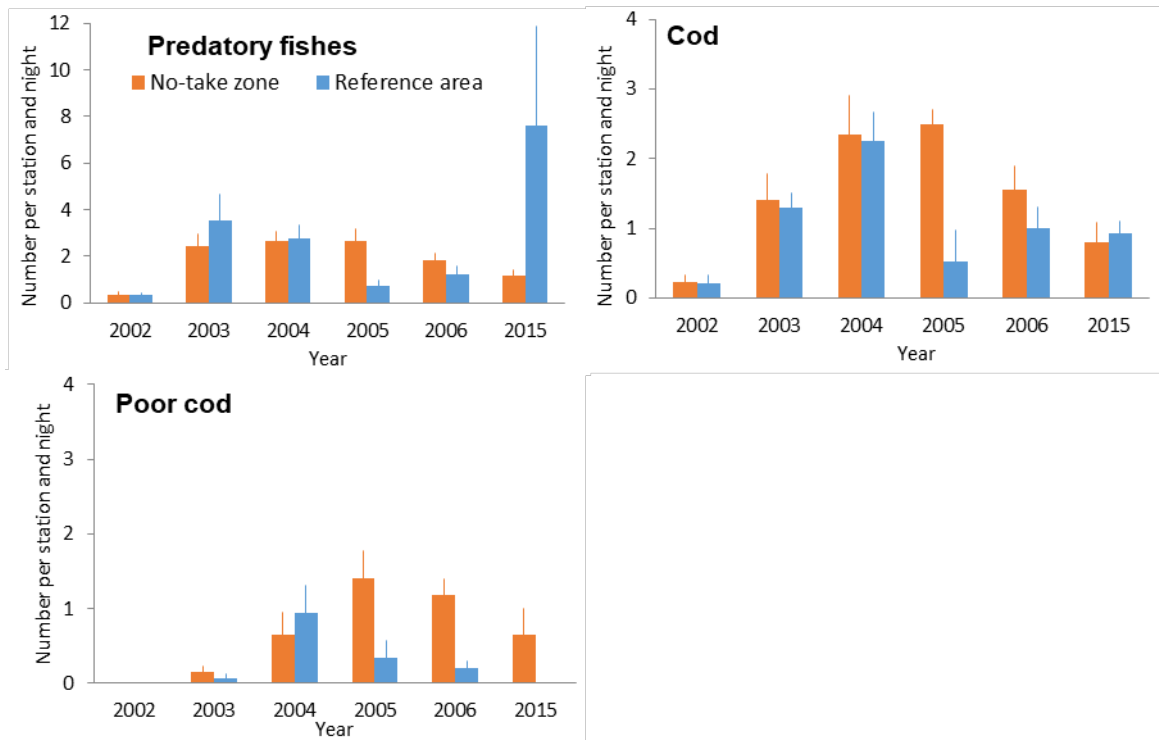 Predatory fishes
No-take zone Reference area
Number per station and night
12
10
8
6
4
2
0
2002 2003 2004 2005 2006 2015
Year
Cod
Number per station and night
4
3
2
1
0
2002 2003 2004 2005 2006 2015
Year
Poor cod
Number per station and night
4
3
2
1
0
2002 2003 2004 2005 2006 2015
Year